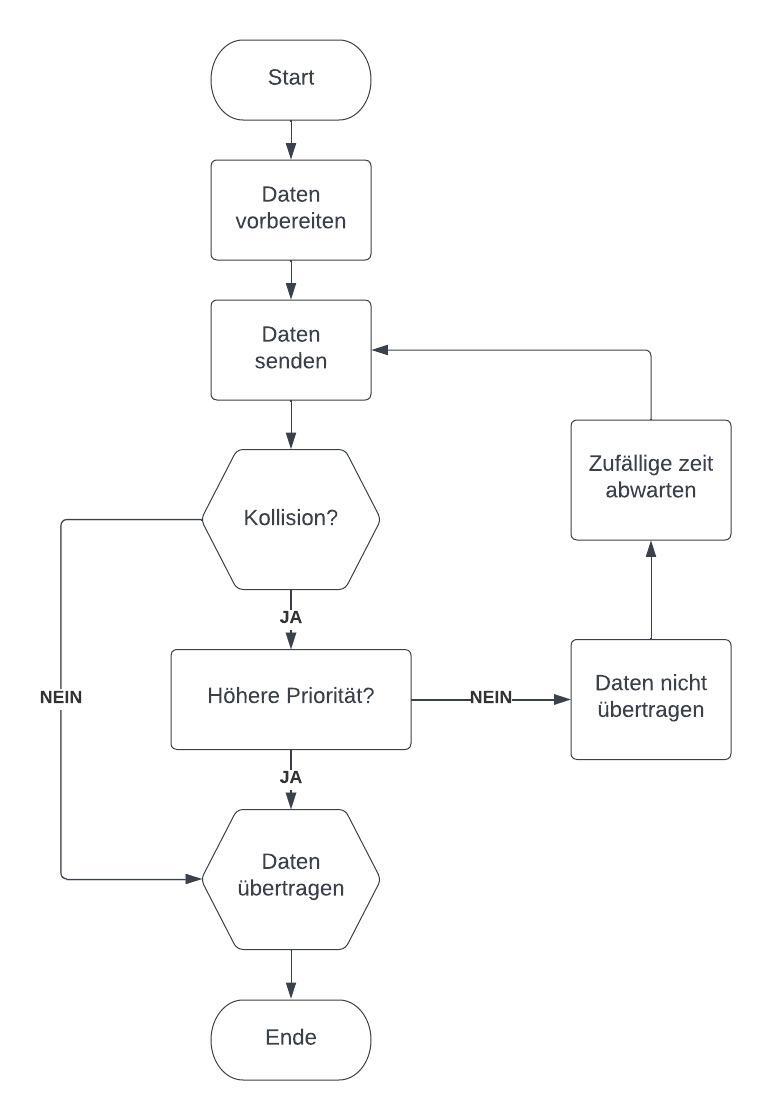 Start
Daten
vorbereiten
Daten
senden
Zufällige zeit
abwarten
Kollision?
JA
NEIN
Höhere Priorität?
NEIN
Daten nicht
übertragen
JA
Daten
übertragen
Ende